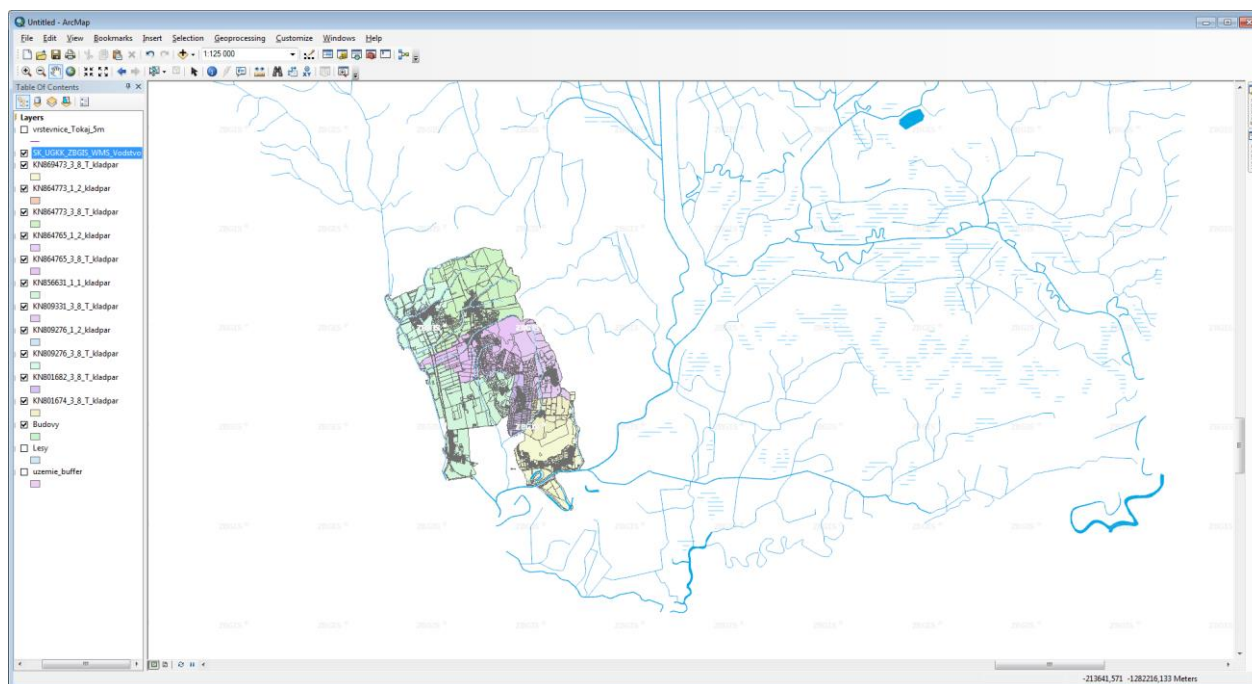 Untitled - ArcMap
File Edit View Bookmarks Insert Selection Geoprocessing Customize Windows Help
1:125 000
Table Of Contents
Layers
vrstevnice_Tokaj_5m
SK_UGKK_ZBGIS_WMS_Vodstvo
KN869473_3_8_T_kladpar
KN864773_1_2_kladpar
KN864773_3_8_T_kladpar
KN864765_1_2_kladpar
KN864765_3_8_T_kladpar
KN856631_1_1_kladpar
KN809331_3_8_T_kladpar
KN809276_1_2_kladpar
KN809276_3_8_T_kladpar
KN801682_3_8_T_kladpar
KN801674_3_8_T_kladpar
Budovy
Lesy
uzemie_buffer
-213641,571 -1282216,133 Meters